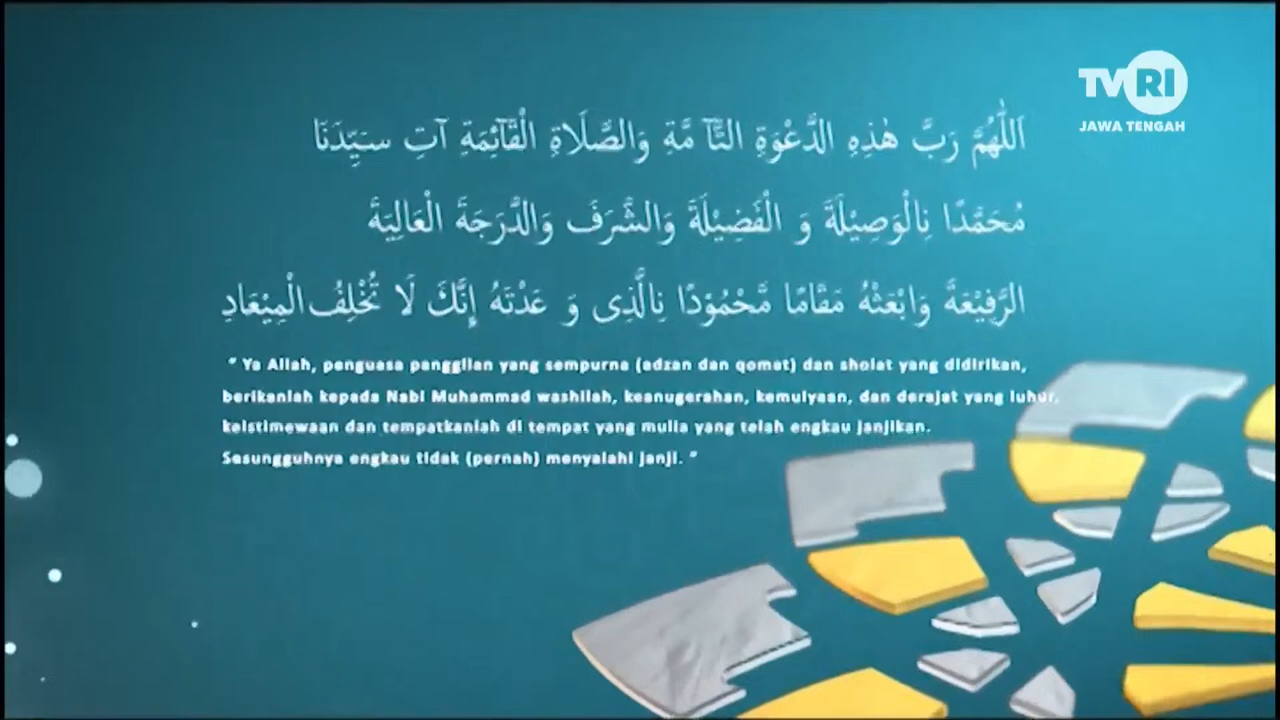 TVRI
JAWA TENGAH
اَللّٰهُمَّ رَبَّ هٰذِهِ الدَّعْوَةِ التَّآ مَّةِ وَالصَّلَاةِ الْقَآئِمَةِ آتِ سَيِّدَنَا
مُحَمَّدًا نِالْوَصِيْلَةَ وَ الْفَضِيْلَةَ وَالشَّرَفَ وَالدَّرَجَةَ الْعَالِيَةَ
الرَّفِيْعَةَ وَابْعَثْهُ مَقَامًا مَّحْمُوْدًا نِالَّذِى وَ عَدْتَهُ إِنَّكَ لَا تُخْلِفُ الْمِيْعَادِ
" Ya Allah, penguasa panggilan yang sempurna (adzan dan qomat) dan sholat yang didirikan,
berikanlah kepada Nabi Muhammad washilah, keanugerahan, kemulyaan, dan derajat yang luhur,
keistimewaan dan tempatkanlah di tempat yang mulia yang telah engkau janjikan.
Sesungguhnya engkau tidak (pernah) menyalahi janji. "